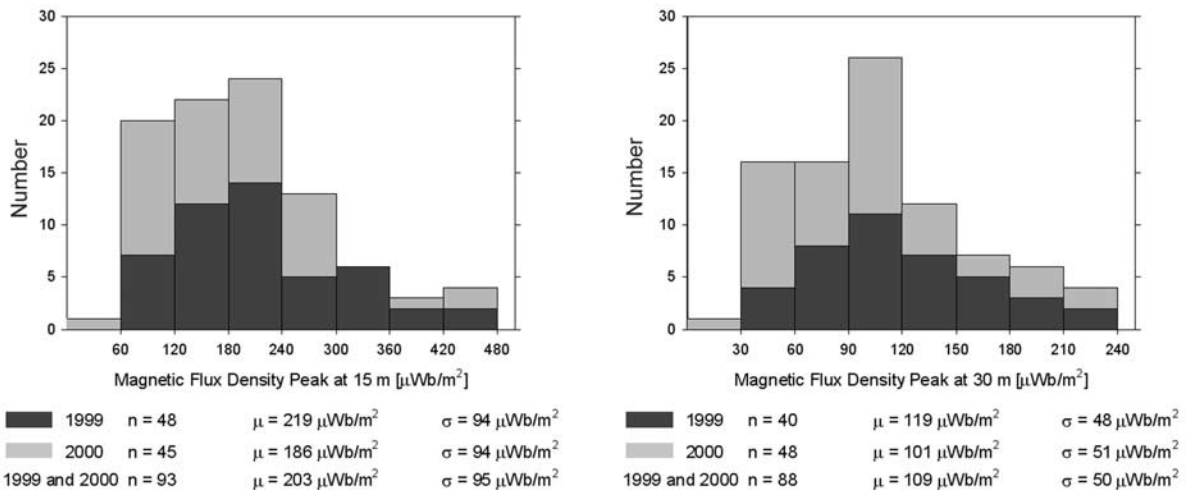 30
25
20
15
10
5
0
Number
60 120 180 240 300 360 420 480
Magnetic Flux Density Peak at 15 m [μWb/m²]
1999 n = 48 μ = 219 μWb/m² σ = 94 μWb/m²
2000 n = 45 μ = 186 μWb/m² σ = 94 μWb/m²
1999 and 2000 n = 93 μ = 203 μWb/m² σ = 95 μWb/m²
30
25
20
15
10
5
0
Number
30 60 90 120 150 180 210 240
Magnetic Flux Density Peak at 30 m [μWb/m²]
1999 n = 40 μ = 119 μWb/m² σ = 48 μWb/m²
2000 n = 48 μ = 101 μWb/m² σ = 51 μWb/m²
1999 and 2000 n = 88 μ = 109 μWb/m² σ = 50 μWb/m²